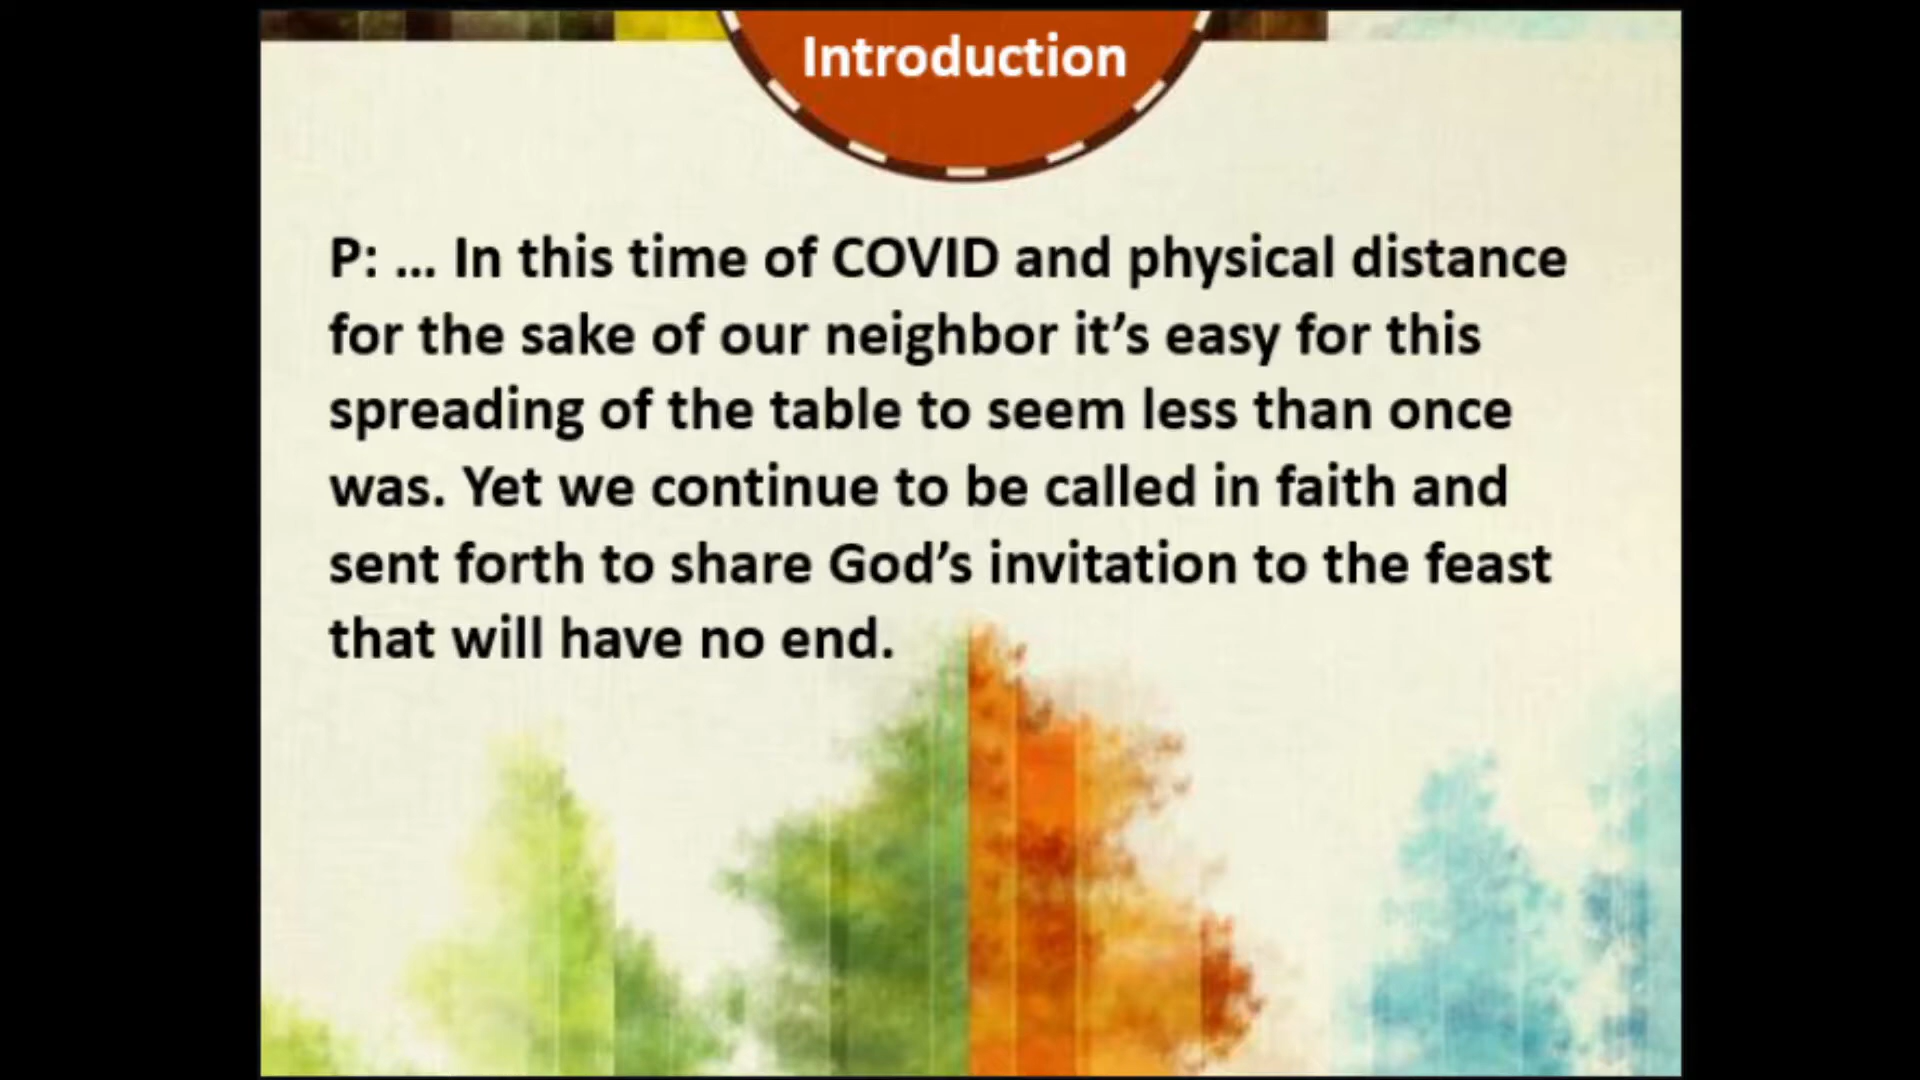 Introduction
P: ... In this time of COVID and physical distance
for the sake of our neighbor it’s easy for this
spreading of the table to seem less than once
was. Yet we continue to be called in faith and
sent forth to share God’s invitation to the feast
that will have no end.